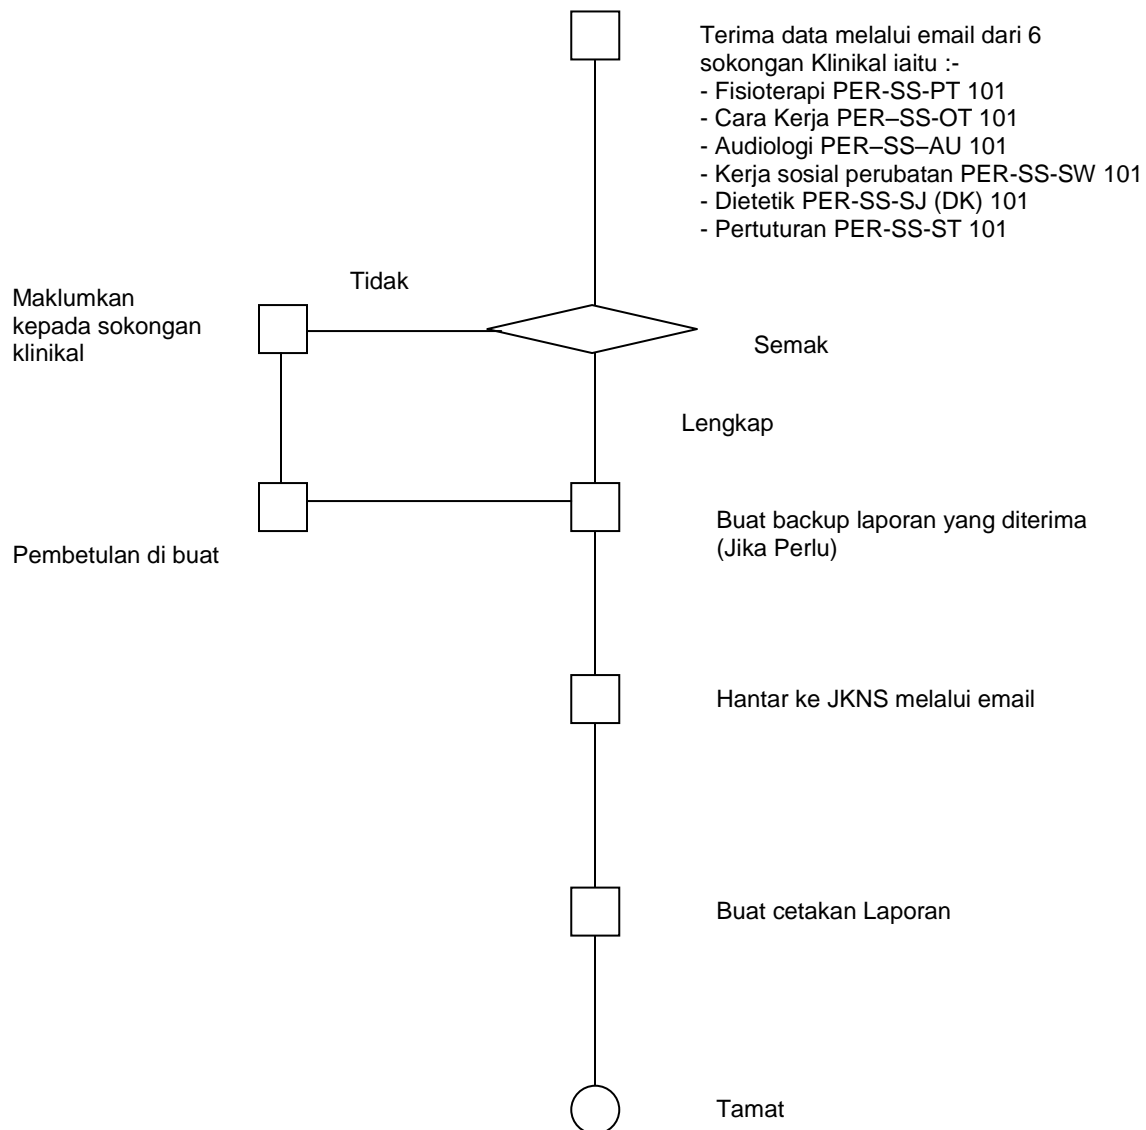 Terima data melalui email dari 6
sokongan Klinikal iaitu :-
- Fisioterapi PER-SS-PT 101
- Cara Kerja PER–SS-OT 101
- Audiologi PER–SS–AU 101
- Kerja sosial perubatan PER-SS-SW 101
- Dietetik PER-SS-SJ (DK) 101
- Pertuturan PER-SS-ST 101
Tidak
Maklumkan
kepada sokongan
klinikal
Semak
Lengkap
Buat backup laporan yang diterima
(Jika Perlu)
Pembetulan di buat
Hantar ke JKNS melalui email
Buat cetakan Laporan
Tamat